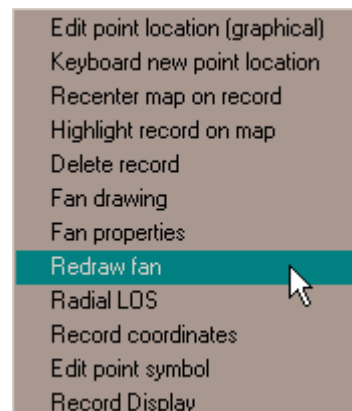 Edit point location (graphical)
Keyboard new point location
Recenter map on record
Highlight record on map
Delete record
Fan drawing
Fan properties
Redraw fan
Radial LOS
Record coordinates
Edit point symbol
Record Display